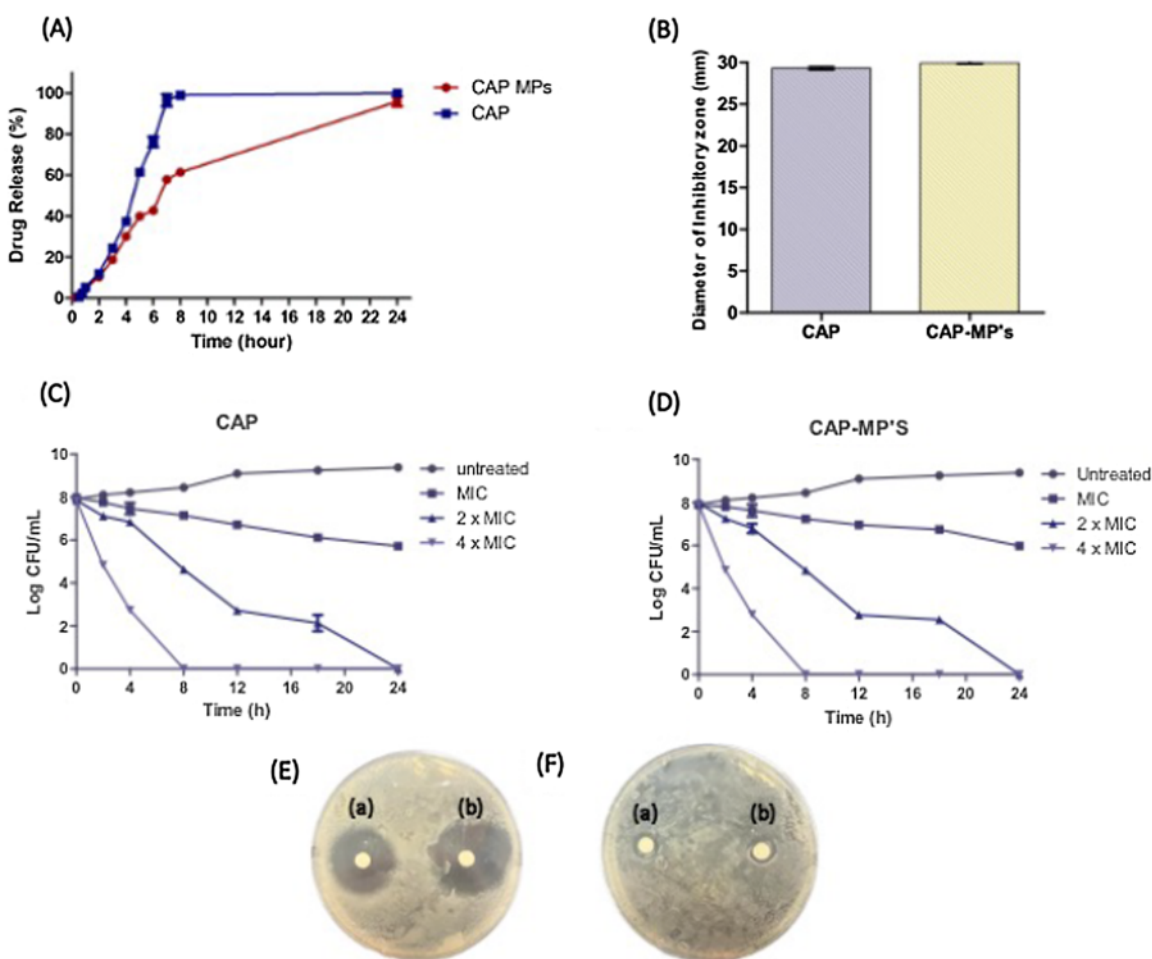 (A)
100
80
60
40
20
0
Drug Release (%)
0 2 4 6 8 10 12 14 16 18 20 22 24
Time (hour)
CAP MPs
CAP
(B)
30
25
20
15
10
5
0
Diameter of Inhibitory zone (mm)
CAP CAP-MP's
(C)
CAP
10
8
6
4
2
0
Log CFU/mL
0 4 8 12 16 20 24
Time (h)
untreated
MIC
2 x MIC
4 x MIC
(D)
CAP-MP'S
10
8
6
4
2
0
Log CFU/mL
0 4 8 12 16 20 24
Time (h)
Untreated
MIC
2 x MIC
4 x MIC
(E)
(a) (b)
(F)
(a) (b)